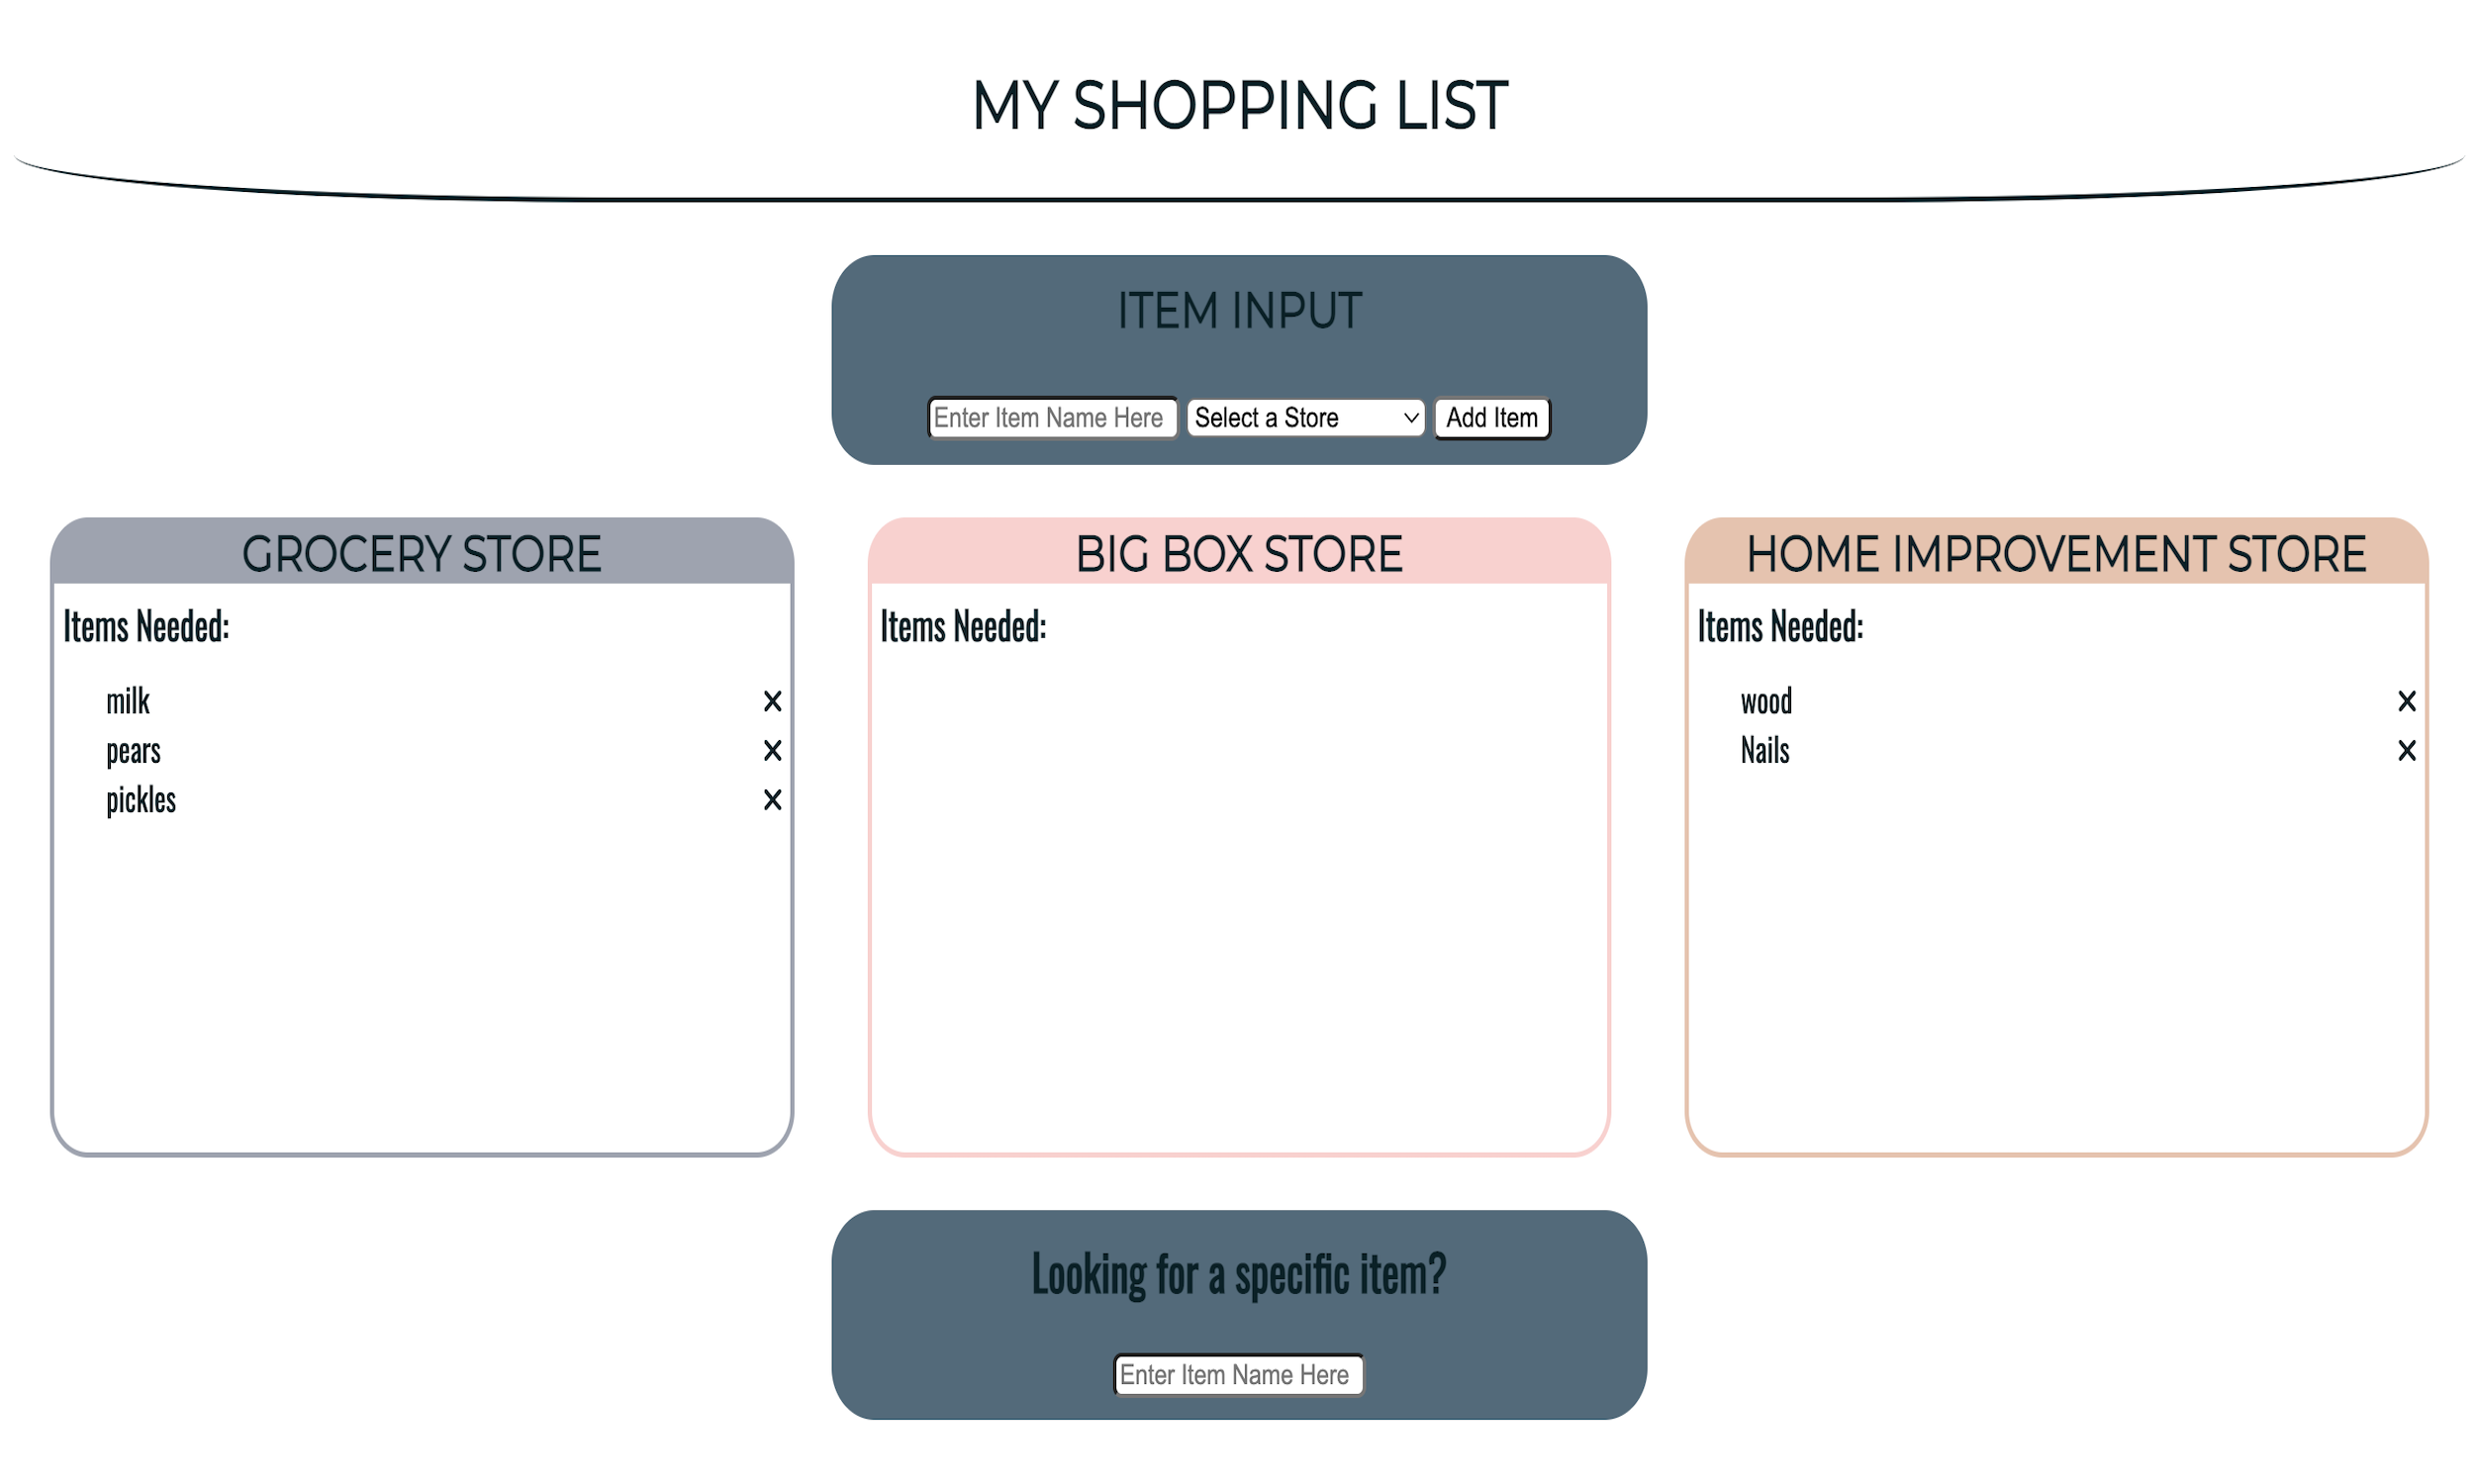 MY SHOPPING LIST
ITEM INPUT
Enter Item Name Here Select a Store Add Item
GROCERY STORE
Items Needed:
milk
pears
pickles
BIG BOX STORE
Items Needed:
HOME IMPROVEMENT STORE
Items Needed:
wood
Nails
Looking for a specific item?
Enter Item Name Here